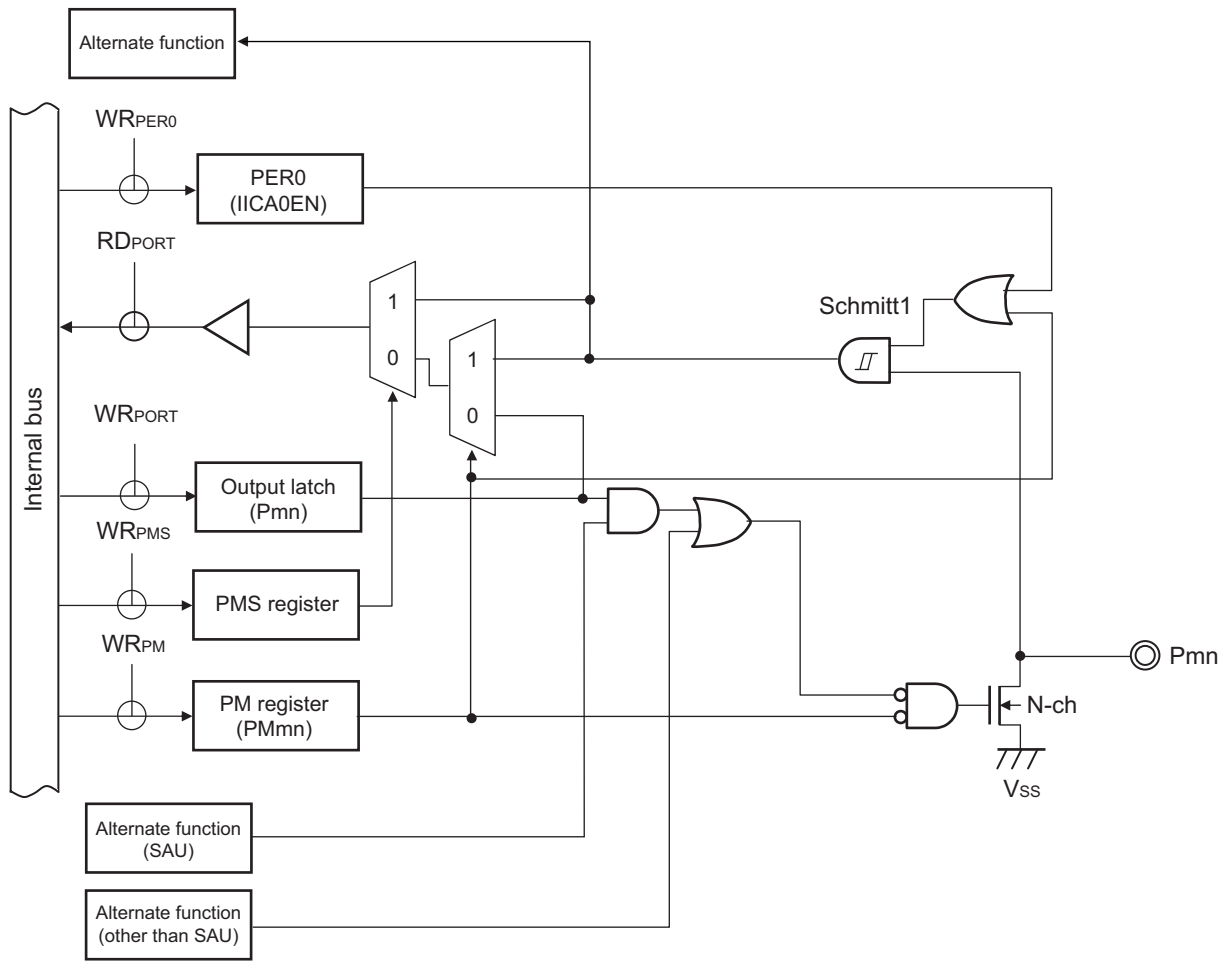 Alternate function
WRPER0
PER0
(IICA0EN)
RDPORT
1
0
1
0
Schmitt1
Internal bus
WRPORT
Output latch
(Pmn)
WRPMS
PMS register
WRPM
PM register
(PMmn)
Pmn
N-ch
VSS
Alternate function
(SAU)
Alternate function
(other than SAU)